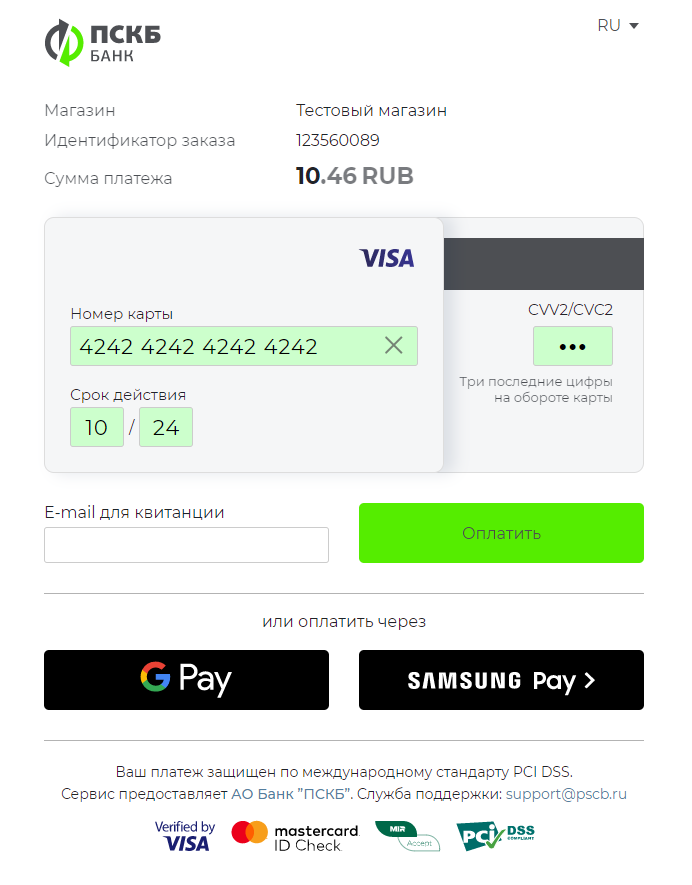 ПСКБ
БАНК
RU
Магазин Тестовый магазин
Идентификатор заказа 123560089
Сумма платежа 10.46 RUB
VISA
Номер карты
4242 4242 4242 4242
Срок действия
10 / 24
CVV2/CVC2
•••
Три последние цифры
на обороте карты
E-mail для квитанции
Оплатить
или оплатить через
G Pay
SAMSUNG Pay
Ваш платеж защищен по международному стандарту PCI DSS.
Сервис предоставляет АО Банк ”ПСКБ”. Служба поддержки: support@pscb.ru
Verified by
VISA
mastercard
ID Check
MIR
Accept
PCI DSS
COMPLIANT